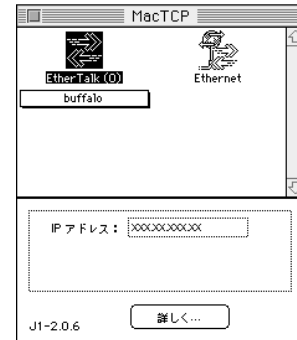 MacTCP
EtherTalk (0)
Ethernet
buffalo
IP アドレス： XXX.XX.XXX.XX
詳しく…
J1-2.0.6